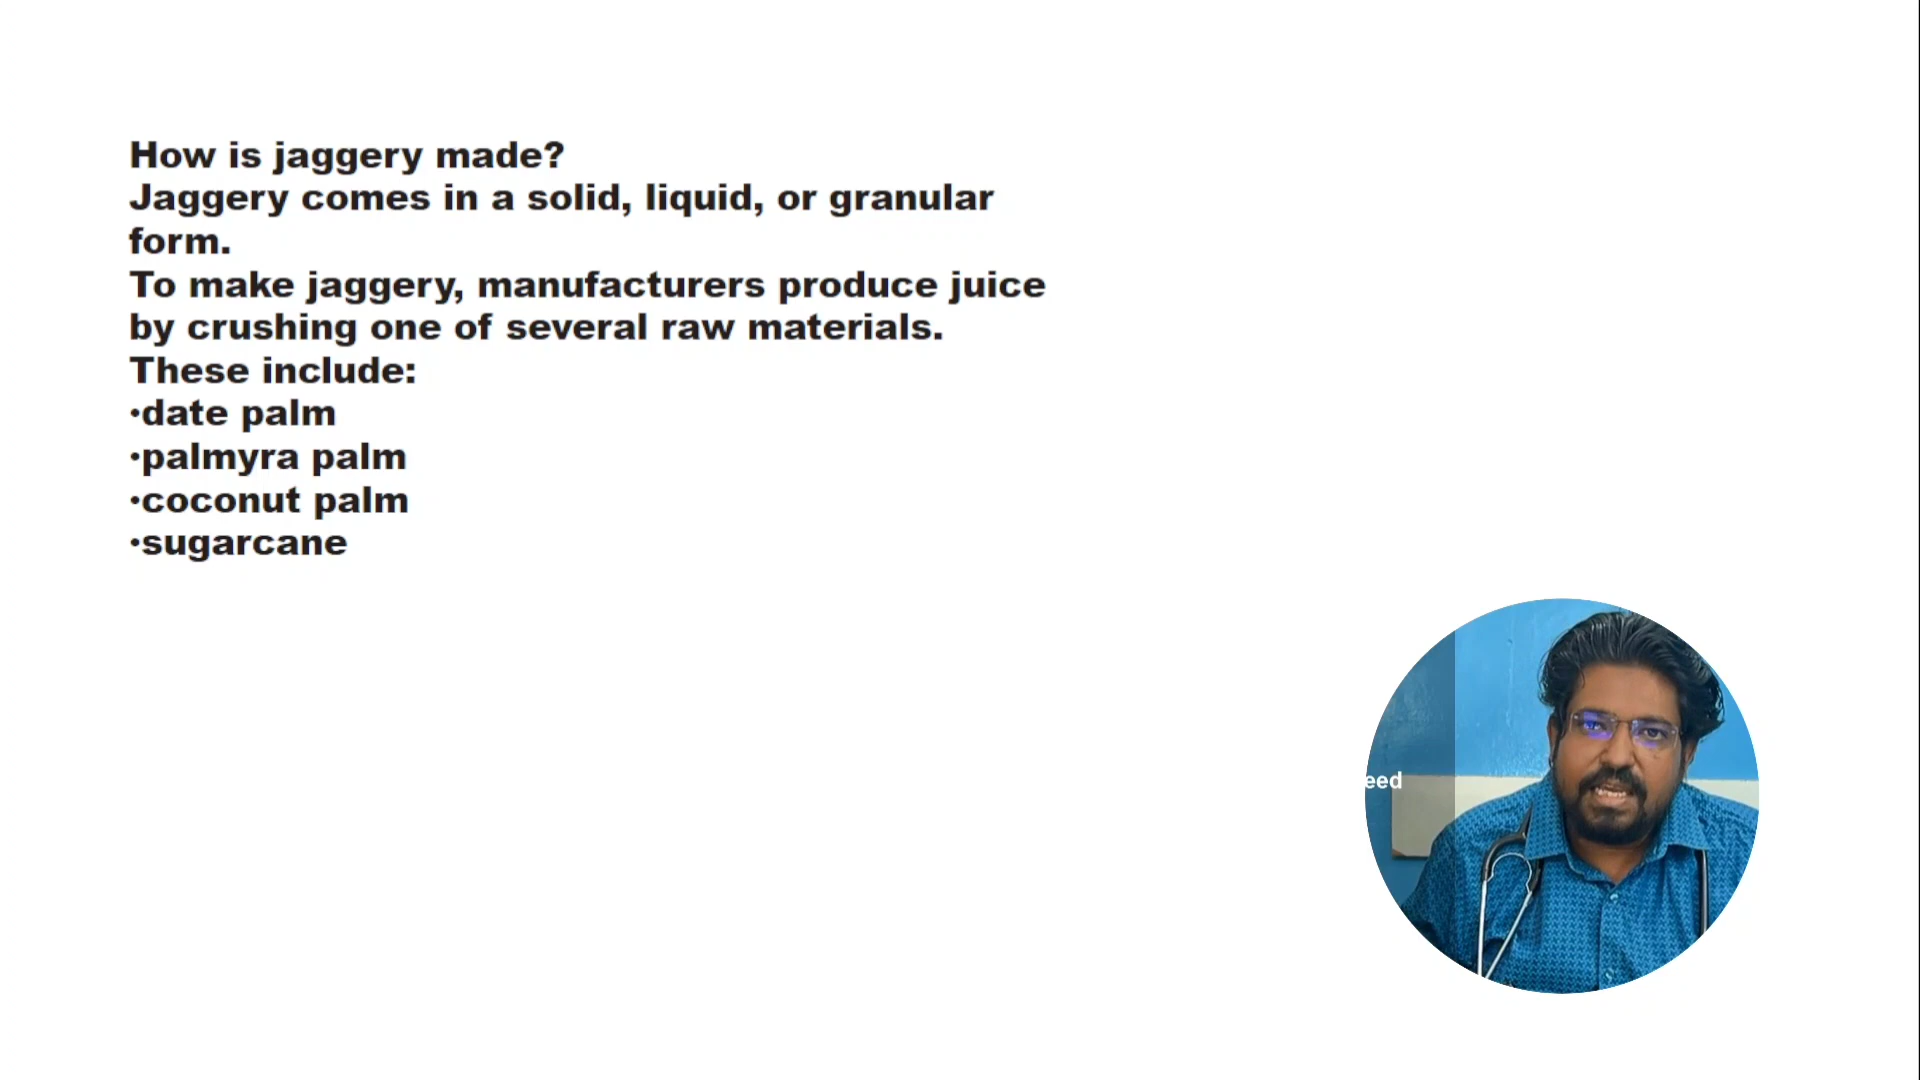 How is jaggery made?
Jaggery comes in a solid, liquid, or granular
form.
To make jaggery, manufacturers produce juice
by crushing one of several raw materials.
These include:
•date palm
•palmyra palm
•coconut palm
•sugarcane
eed